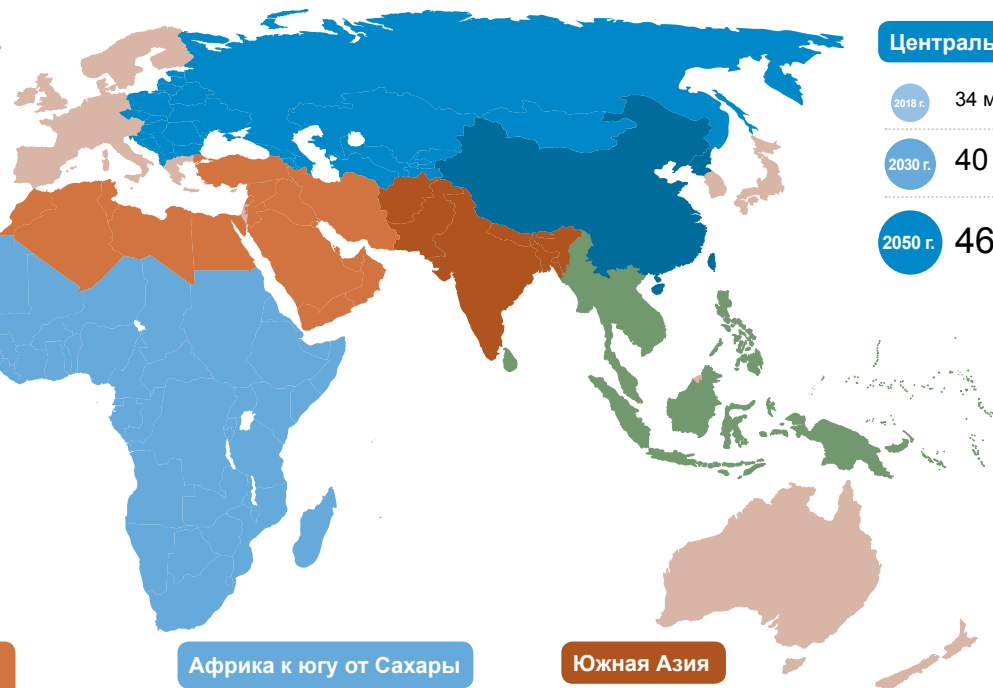 Централь
2018 г. 34 м
2030 г. 40
2050 г. 46
Африка к югу от Сахары
Южная Азия